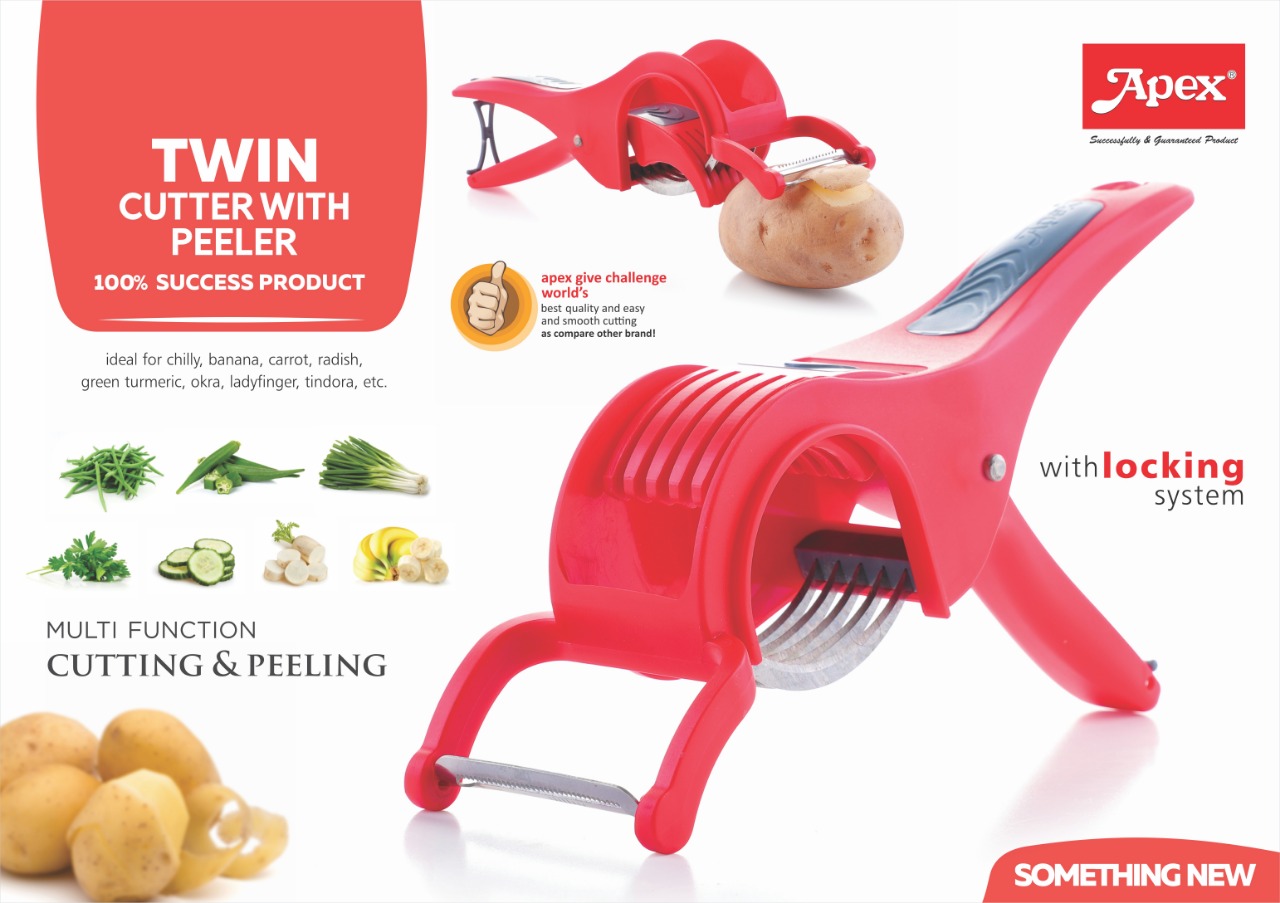 TWIN
CUTTER WITH
PEELER
100% SUCCESS PRODUCT
ideal for chilly, banana, carrot, radish,
green turmeric, okra, ladyfinger, tindora, etc.
MULTI FUNCTION
CUTTING & PEELING
apex give challenge
world's
best quality and easy
and smooth cutting
as compare other brand!
Apex®
Successfully & Guaranteed Product
Apex
with locking
system
SOMETHING NEW